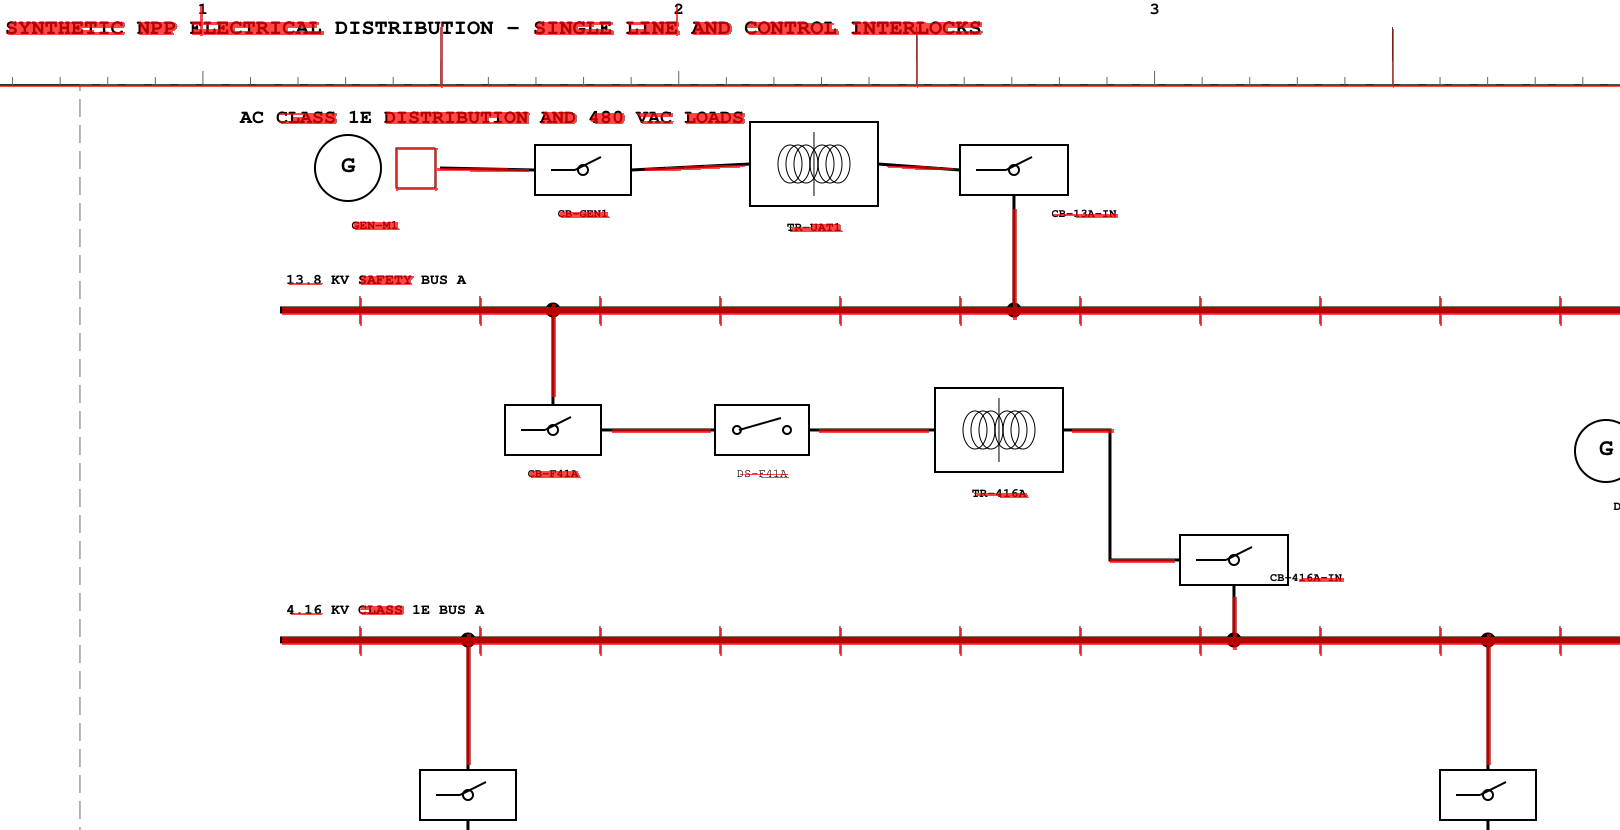 1 2 3
SYNTHETIC NPP ELECTRICAL DISTRIBUTION — SINGLE LINE AND CONTROL INTERLOCKS
AC CLASS 1E DISTRIBUTION AND 480 VAC LOADS
G
CB-GEN1
CB-13A-IN
GEN-M1
TR-UAT1
13.8 KV SAFETY BUS A
G
CB-F41A
DS-F41A
TR-416A
D
CB-416A-IN
4.16 KV CLASS 1E BUS A